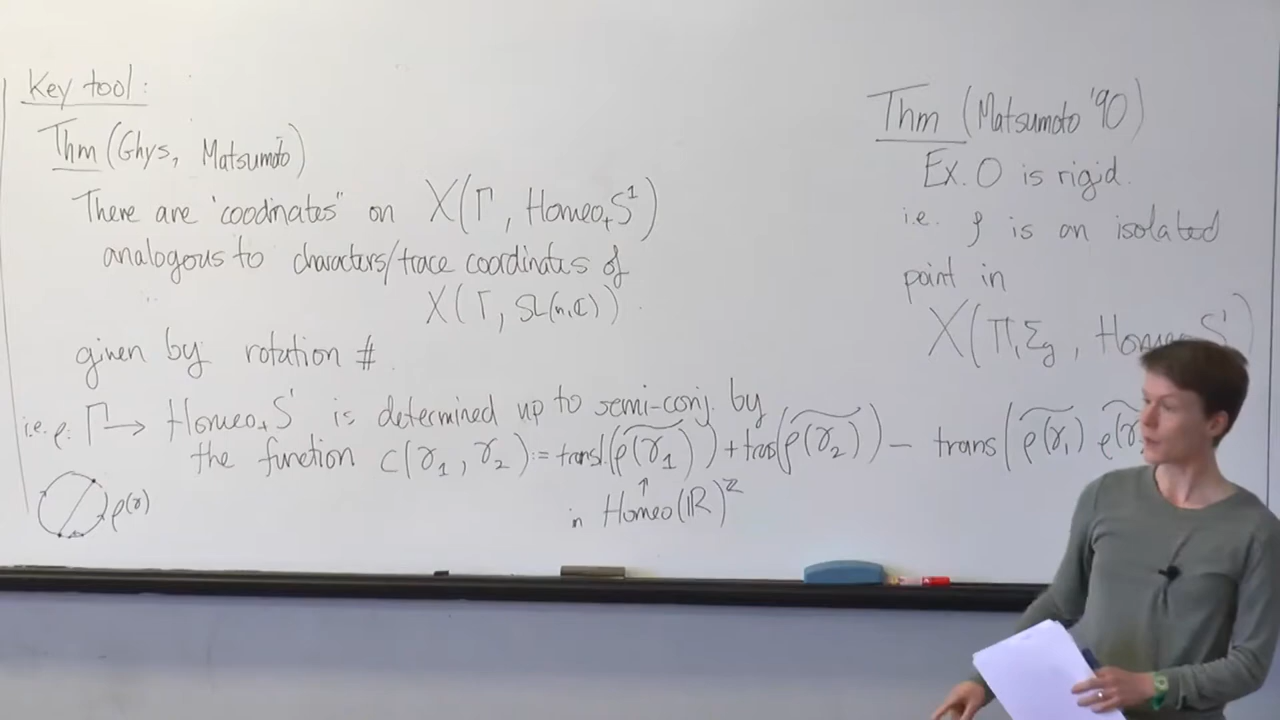 Key tool:
Thm (Ghys, Matsumoto)
There are "coodinates" on X(Γ, Homeo₊S¹)
analogous to characters/trace coordinates of
X(Γ, SL(n,ℂ))
given by rotation #
i.e. ρ: Γ → Homeo₊S¹ is determined up to semi-conj. by
the function c(γ₁, γ₂) := transl.(ρ(γ₁)~) + trans(ρ(γ₂)~) − trans(ρ(γ₁)~ ρ(γ
↑
in Homeo(ℝ)^ℤ
ρ(γ)
Thm (Matsumoto '90)
Ex. 0 is rigid.
i.e. ρ is an isolated
point in
X(π₁Σg, Homeo₊S¹)